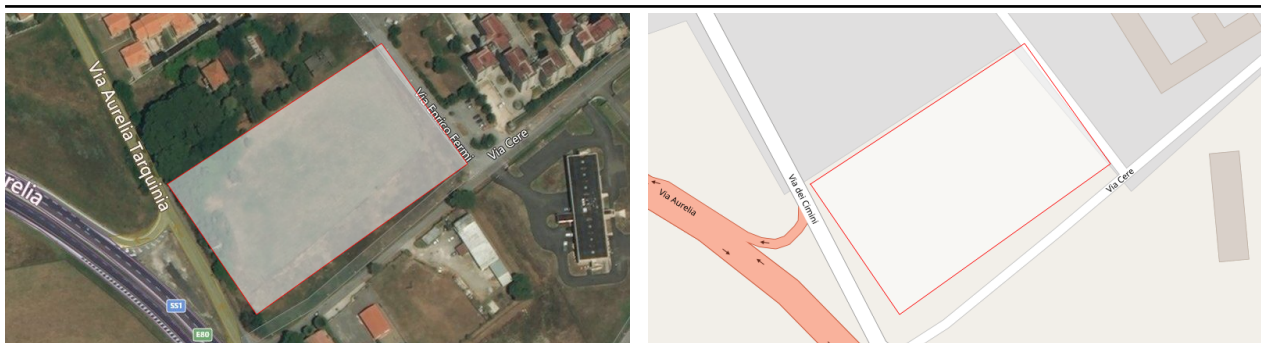 Via Aurelia Tarquinia
Via Enrico Fermi
Via Cere
relia
SS1
E80
Via dei Cimini
Via Cere
Via Aurelia